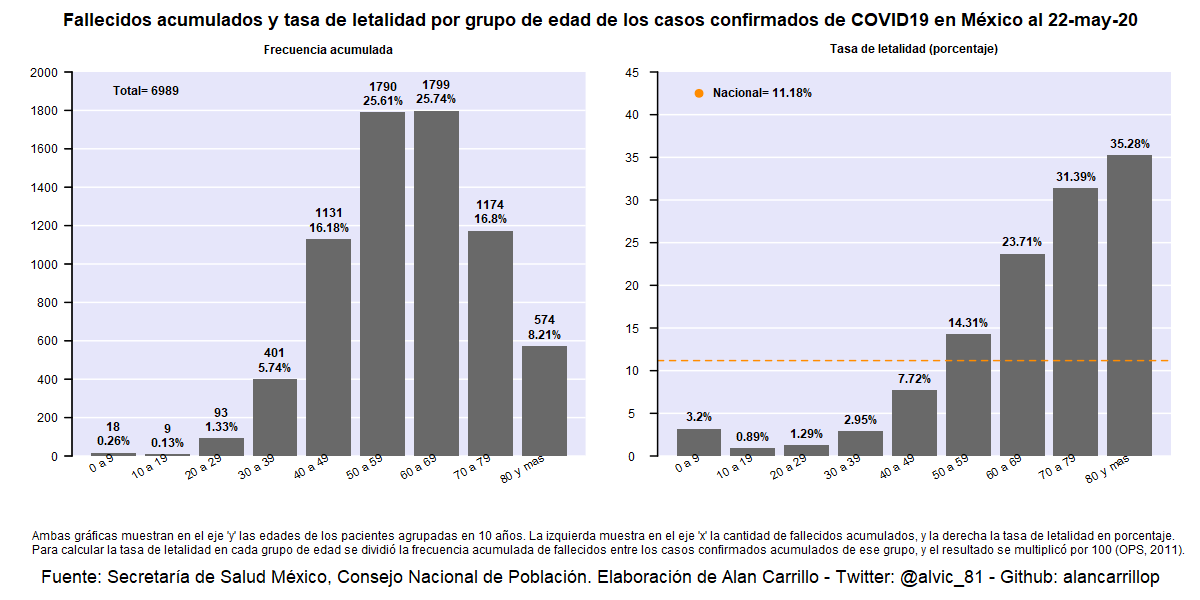 Fallecidos acumulados y tasa de letalidad por grupo de edad de los casos confirmados de COVID19 en México al 22-may-20
Frecuencia acumulada
2000
1800
1600
1400
1200
1000
800
600
400
200
0
Total= 6989
18
0.26%
9
0.13%
93
1.33%
401
5.74%
1131
16.18%
1790
25.61%
1799
25.74%
1174
16.8%
574
8.21%
0 a 9
10 a 19
20 a 29
30 a 39
40 a 49
50 a 59
60 a 69
70 a 79
80 y mas
Tasa de letalidad (porcentaje)
45
40
35
30
25
20
15
10
5
0
Nacional= 11.18%
3.2%
0.89%
1.29%
2.95%
7.72%
14.31%
23.71%
31.39%
35.28%
0 a 9
10 a 19
20 a 29
30 a 39
40 a 49
50 a 59
60 a 69
70 a 79
80 y mas
Ambas gráficas muestran en el eje 'y' las edades de los pacientes agrupadas en 10 años. La izquierda muestra en el eje 'x' la cantidad de fallecidos acumulados, y la derecha la tasa de letalidad en porcentaje.
Para calcular la tasa de letalidad en cada grupo de edad se dividió la frecuencia acumulada de fallecidos entre los casos confirmados acumulados de ese grupo, y el resultado se multiplicó por 100 (OPS, 2011).
Fuente: Secretaría de Salud México, Consejo Nacional de Población. Elaboración de Alan Carrillo - Twitter: @alvic_81 - Github: alancarrillop